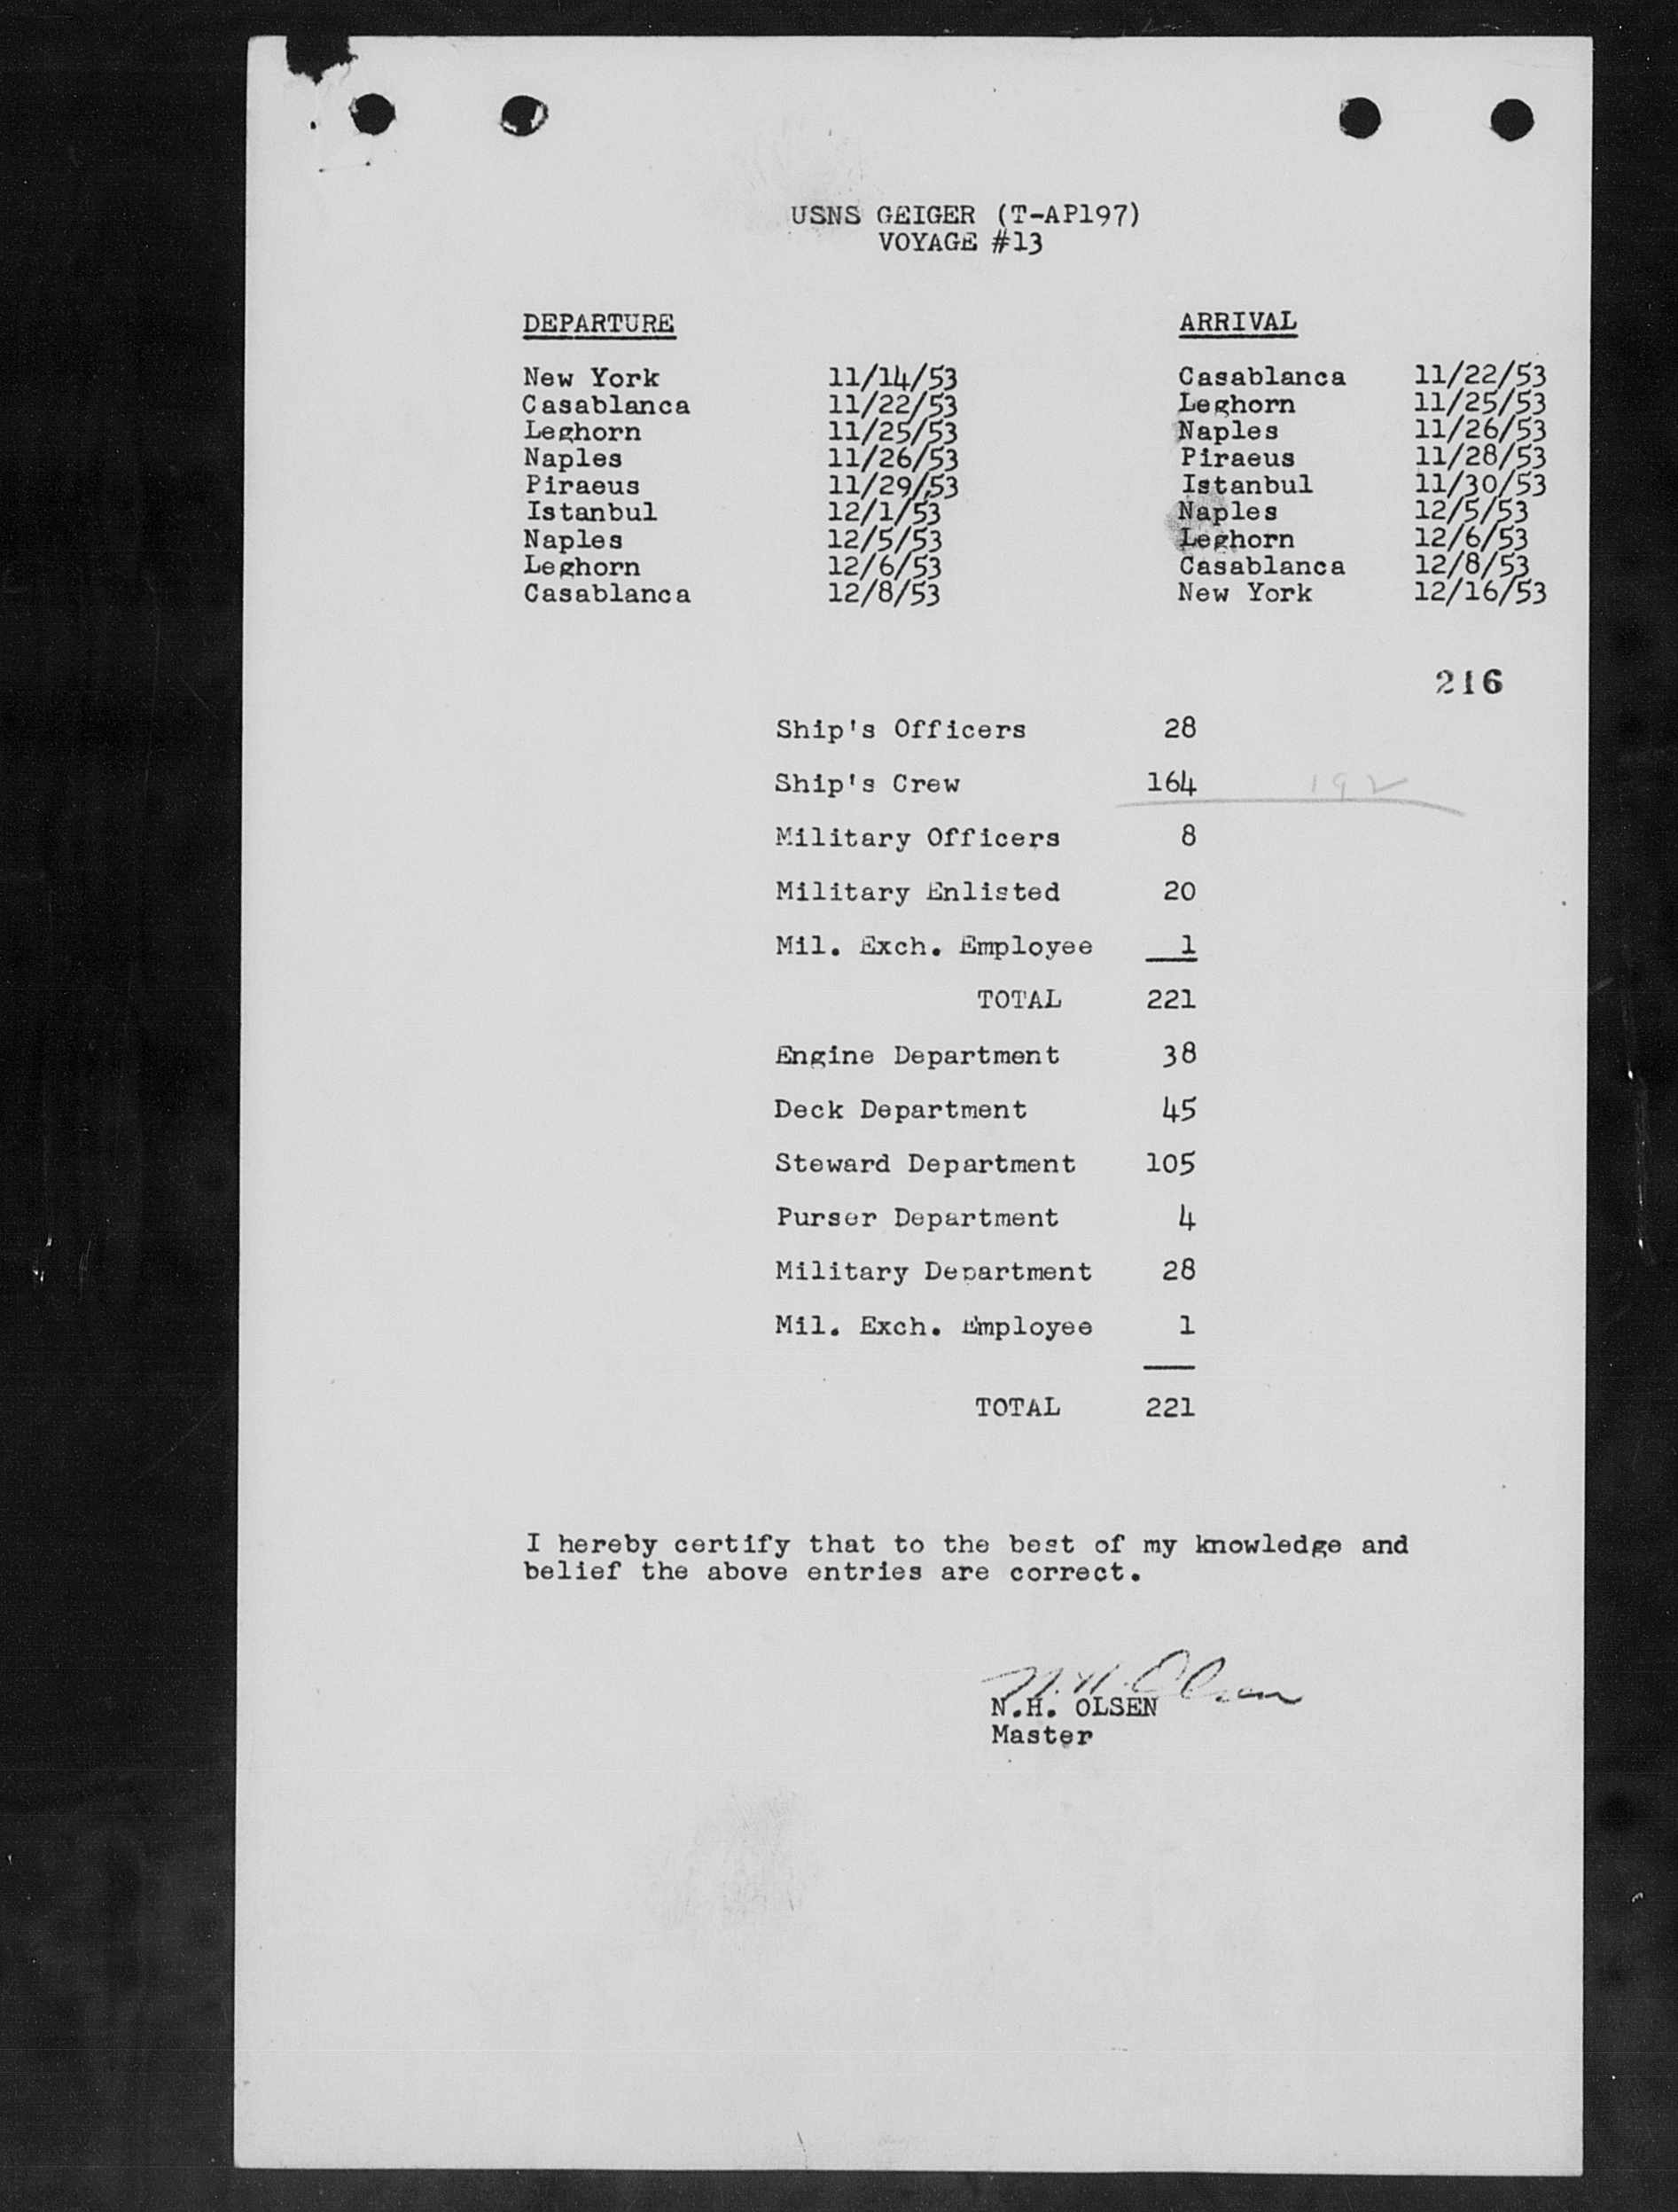 USNS GEIGER (T-AP197)
VOYAGE #13
DEPARTURE ARRIVAL
New York 11/14/53 Casablanca 11/22/53
Casablanca 11/22/53 Leghorn 11/25/53
Leghorn 11/25/53 Naples 11/26/53
Naples 11/26/53 Piraeus 11/28/53
Piraeus 11/29/53 Istanbul 11/30/53
Istanbul 12/1/53 Naples 12/5/53
Naples 12/5/53 Leghorn 12/6/53
Leghorn 12/6/53 Casablanca 12/8/53
Casablanca 12/8/53 New York 12/16/53
216
Ship's Officers 28
Ship's Crew 164 192
Military Officers 8
Military Enlisted 20
Mil. Exch. Employee 1
TOTAL 221
Engine Department 38
Deck Department 45
Steward Department 105
Purser Department 4
Military Department 28
Mil. Exch. Employee 1
TOTAL 221
I hereby certify that to the best of my knowledge and
belief the above entries are correct.
N. H. Olsen
N.H. OLSEN
Master